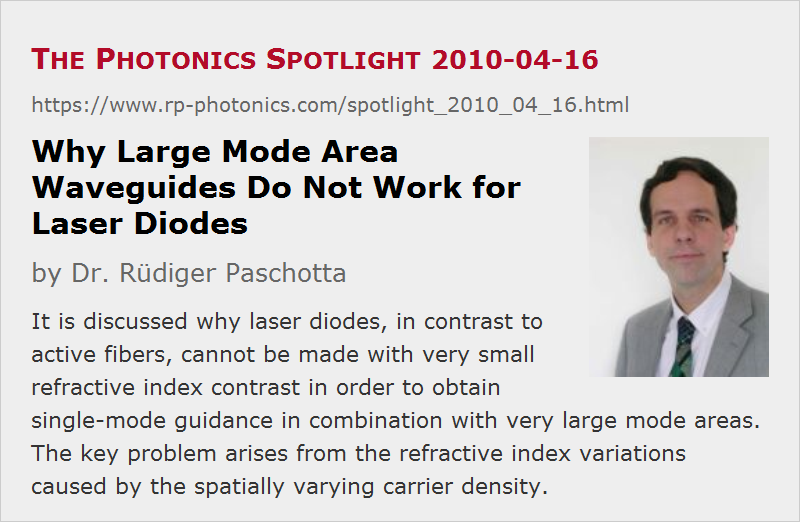 The Photonics Spotlight 2010-04-16
https://www.rp-photonics.com/spotlight_2010_04_16.html
Why Large Mode Area
Waveguides Do Not Work for
Laser Diodes
by Dr. Rüdiger Paschotta
It is discussed why laser diodes, in contrast to
active fibers, cannot be made with very small
refractive index contrast in order to obtain
single-mode guidance in combination with very large mode areas.
The key problem arises from the refractive index variations
caused by the spatially varying carrier density.